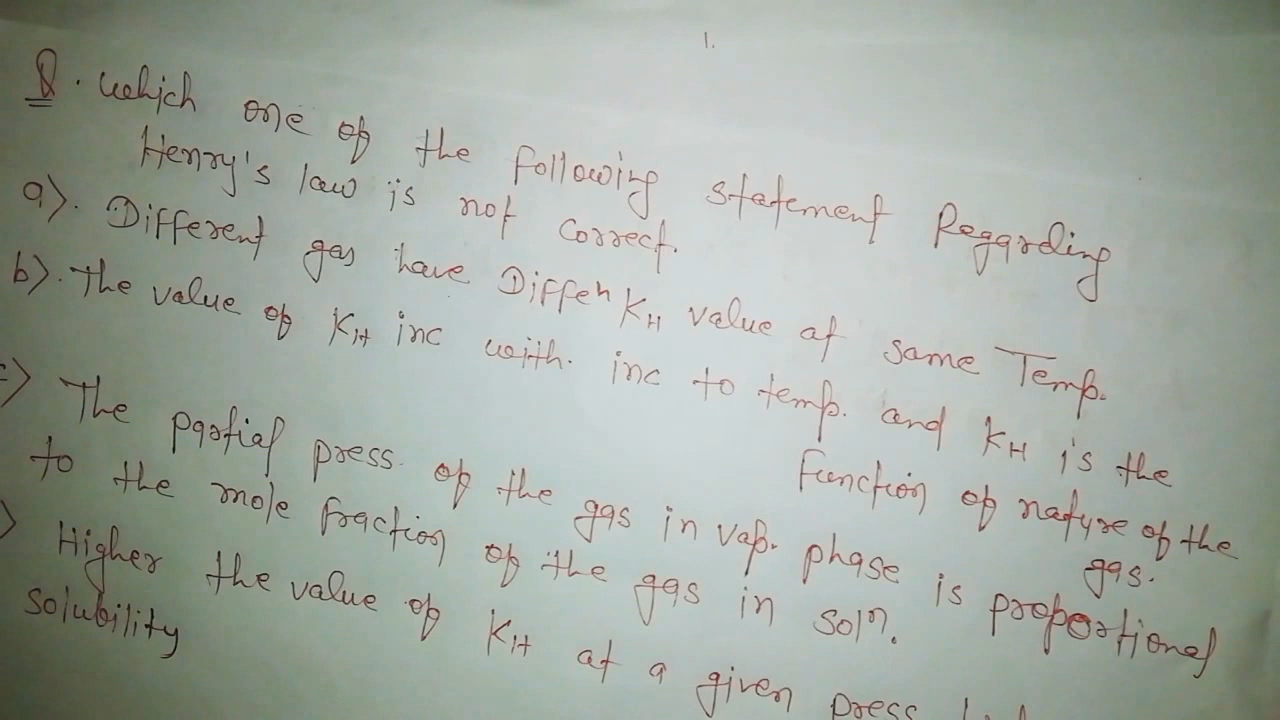 1.
Q. Which one of the following statement Regarding
Henry's law is not correct.
a). Different gas have Differ KH value at same Temp.
b). The value of KH inc with inc to temp. and KH is the
function of nature of the
gas.
c) The partial press. of the gas in vap. phase is proportional
to the mole fraction of the gas in soln.
) Higher the value of KH at a given press
solubility